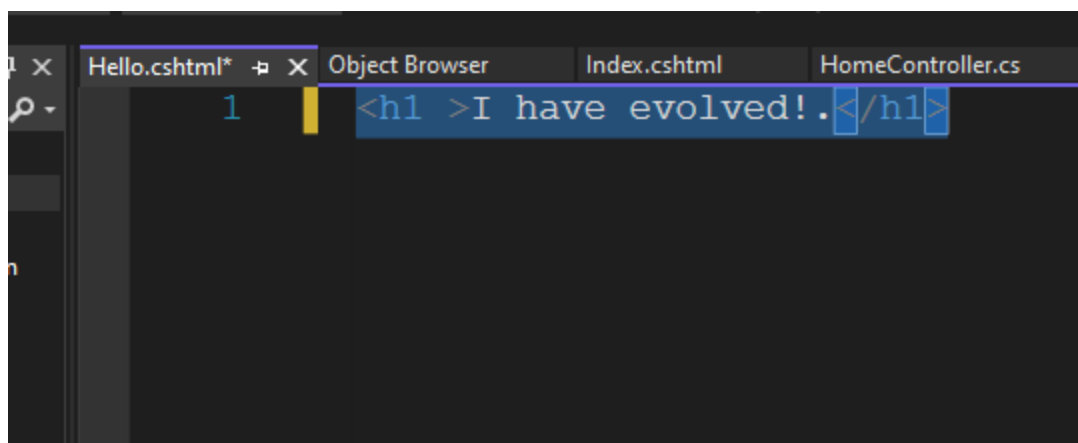 Hello.cshtml* Object Browser Index.cshtml HomeController.cs
1 <h1 >I have evolved!.</h1>